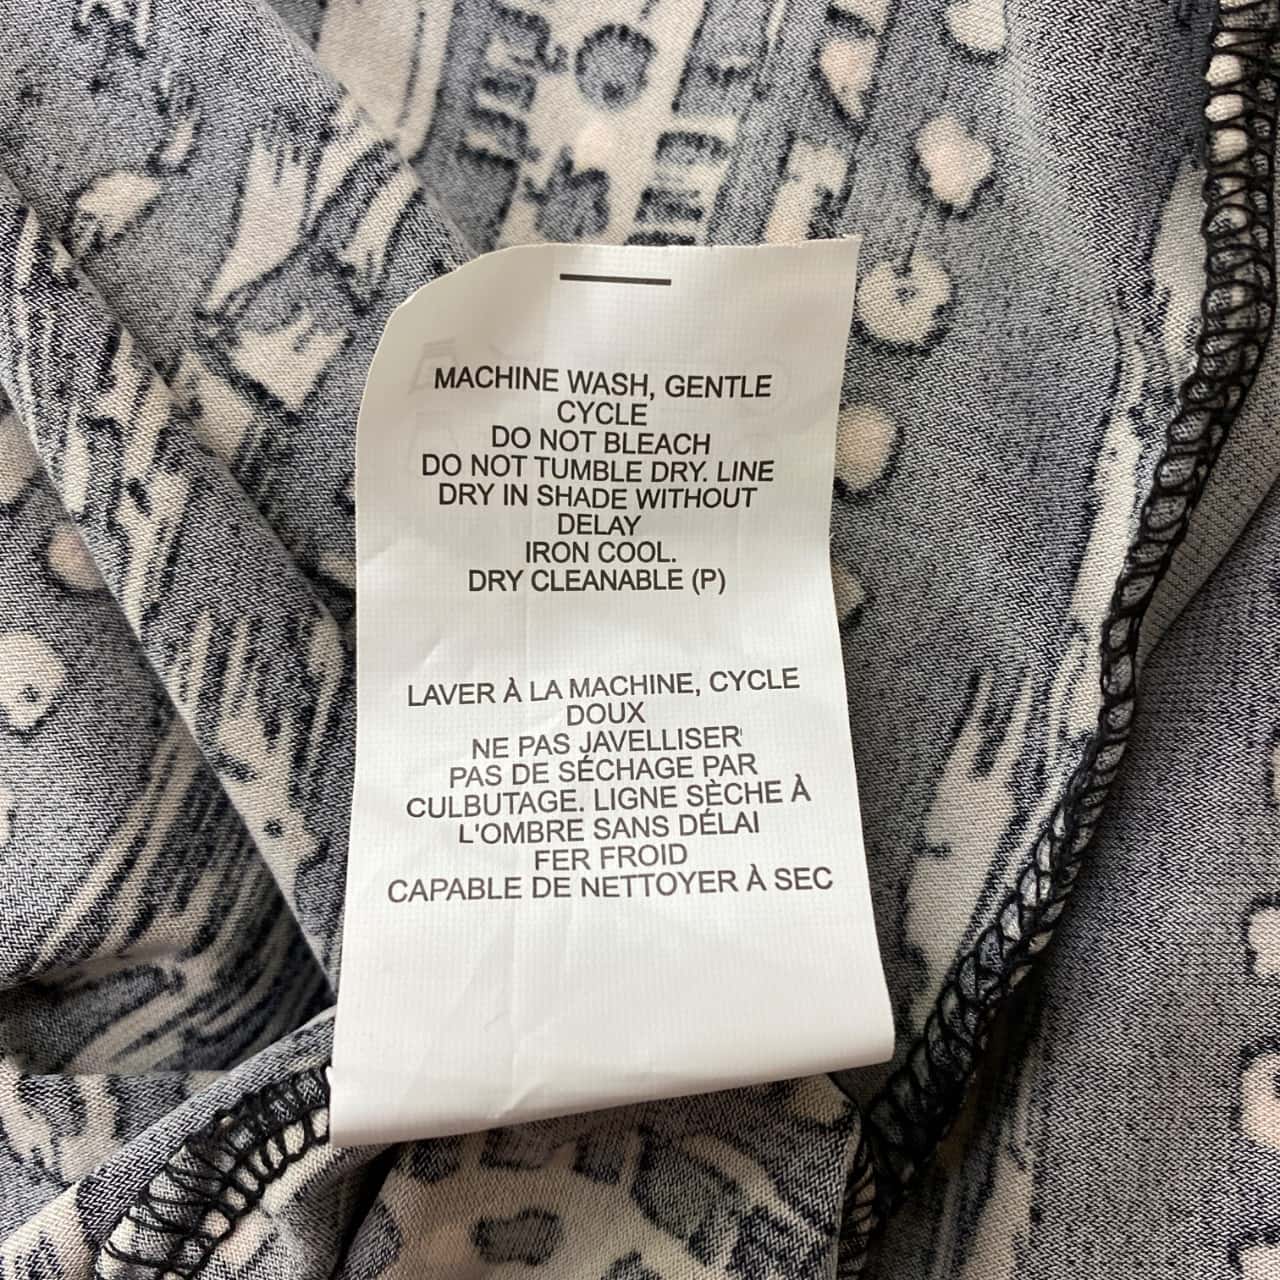 MACHINE WASH, GENTLE
CYCLE
DO NOT BLEACH
DO NOT TUMBLE DRY. LINE
DRY IN SHADE WITHOUT
DELAY
IRON COOL.
DRY CLEANABLE (P)
LAVER À LA MACHINE, CYCLE
DOUX
NE PAS JAVELLISER
PAS DE SÉCHAGE PAR
CULBUTAGE. LIGNE SÈCHE À
L'OMBRE SANS DÉLAI
FER FROID
CAPABLE DE NETTOYER À SEC